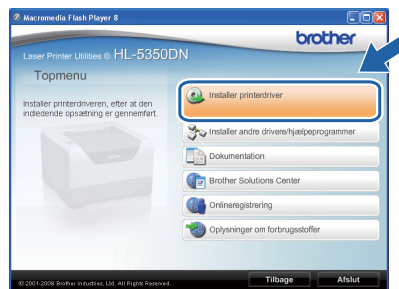 Macromedia Flash Player 8
brother
Laser Printer Utilities ® HL-5350DN
Topmenu
Installer printerdriveren, efter at den
indledende opsætning er gennemført.
Installer printerdriver
Installer andre drivere/hjælpeprogrammer
Dokumentation
Brother Solutions Center
Onlineregistrering
Oplysninger om forbrugsstoffer
© 2001-2008 Brother Industries, Ltd. All Rights Reserved.
Tilbage
Afslut